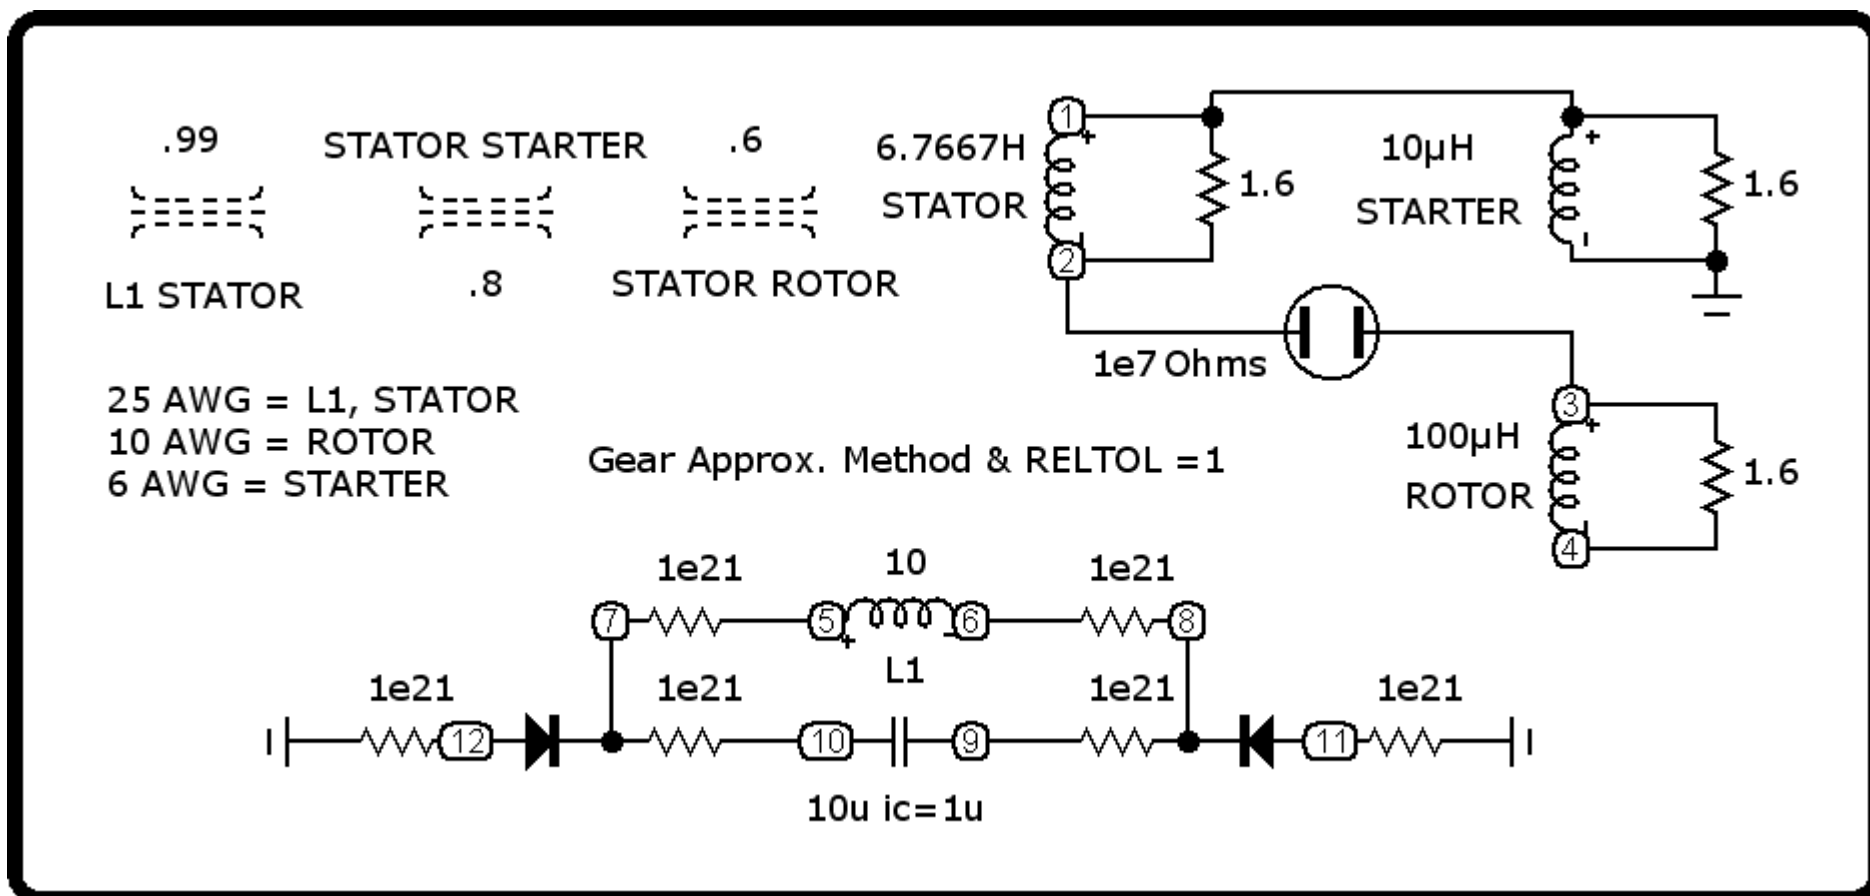 .99
STATOR STARTER
.6
6.7667H
STATOR
1
+
2
1.6
10µH
STARTER
+
1.6
L1 STATOR
.8
STATOR ROTOR
1e7 Ohms
25 AWG = L1, STATOR
10 AWG = ROTOR
6 AWG = STARTER
Gear Approx. Method & RELTOL =1
3
+
100µH
ROTOR
4
1.6
1e21
10
1e21
7
5
+
6
8
L1
1e21
1e21
1e21
1e21
12
10
9
11
10u ic=1u